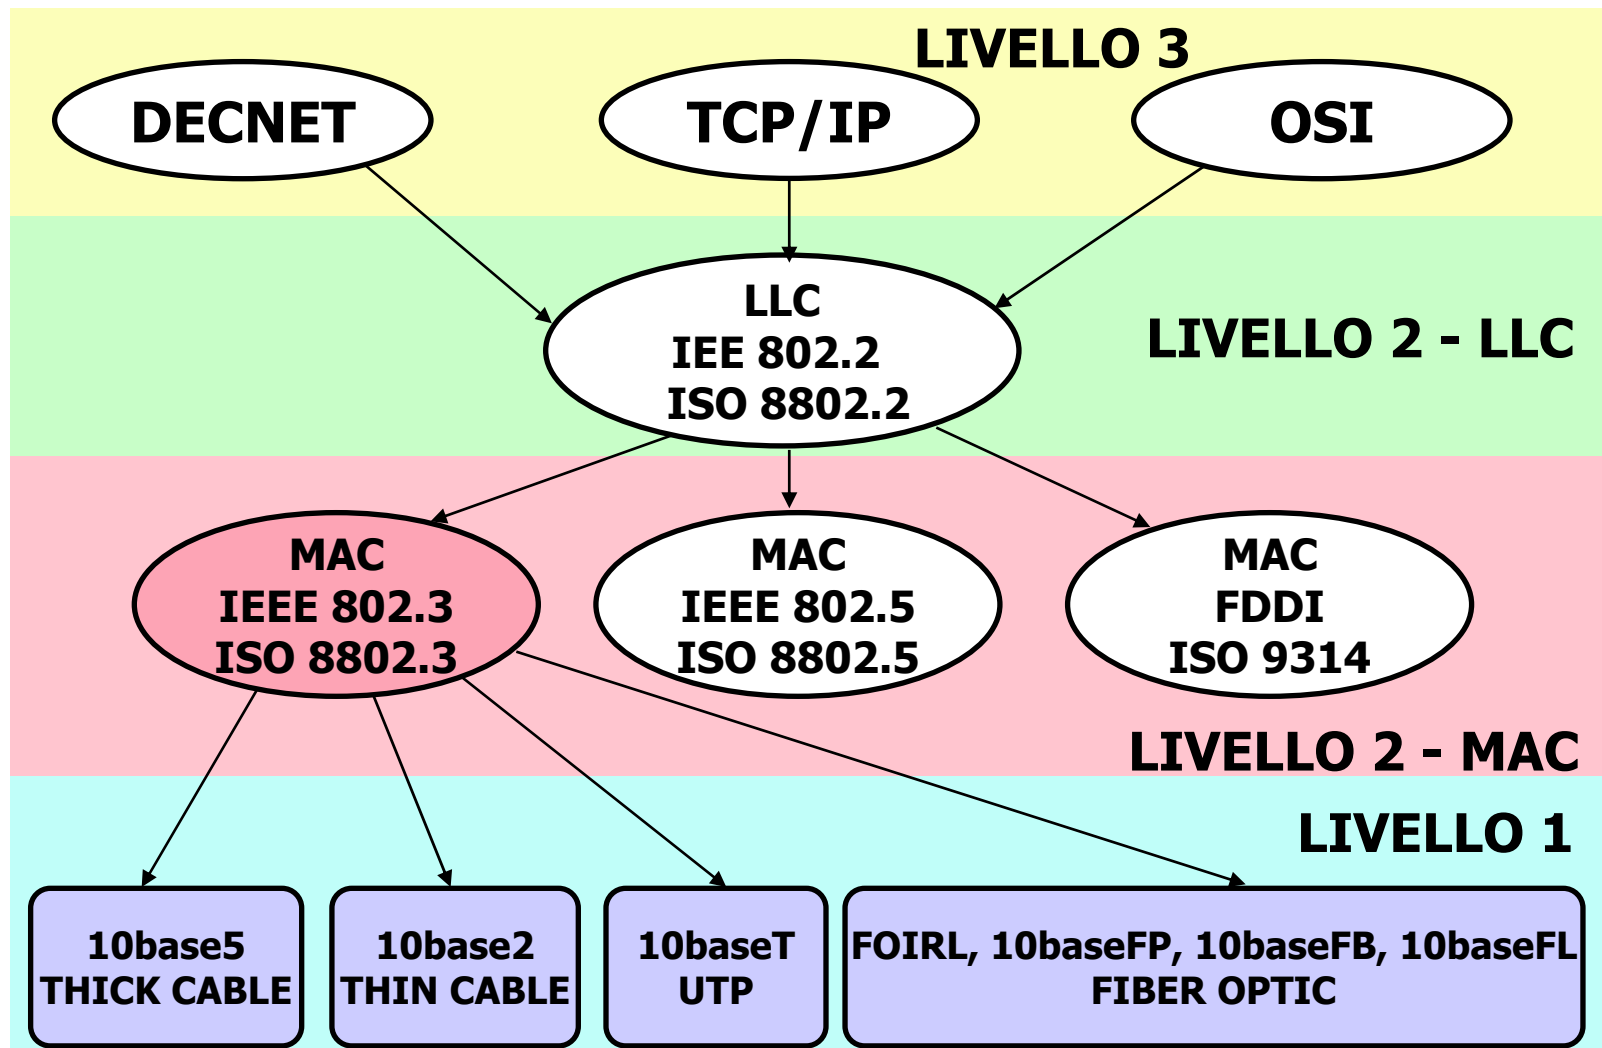 LIVELLO 3
DECNET
TCP/IP
OSI
LLC
IEE 802.2
ISO 8802.2
LIVELLO 2 - LLC
MAC
IEEE 802.3
ISO 8802.3
MAC
IEEE 802.5
ISO 8802.5
MAC
FDDI
ISO 9314
LIVELLO 2 - MAC
LIVELLO 1
10base5
THICK CABLE
10base2
THIN CABLE
10baseT
UTP
FOIRL, 10baseFP, 10baseFB, 10baseFL
FIBER OPTIC